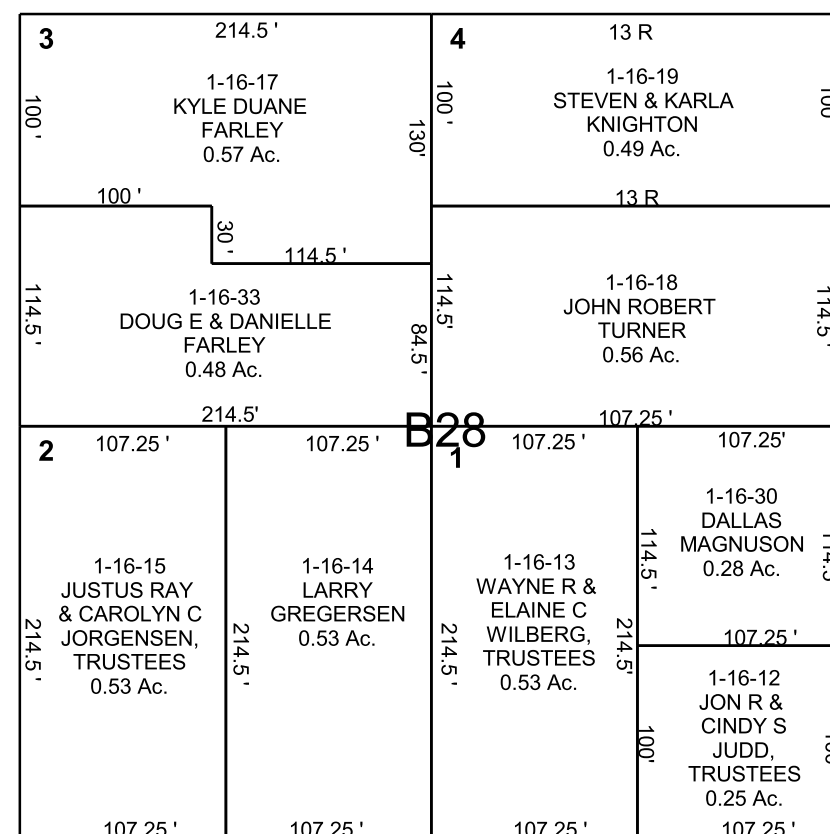 3
214.5 '
1-16-17
KYLE DUANE
FARLEY
0.57 Ac.
100 '
130'
100 '
30 '
114.5 '
4
13 R
1-16-19
STEVEN & KARLA
KNIGHTON
0.49 Ac.
100 '
13 R
1-16-33
DOUG E & DANIELLE
FARLEY
0.48 Ac.
114.5 '
84.5 '
214.5'
1-16-18
JOHN ROBERT
TURNER
0.56 Ac.
114.5'
114.5 '
107.25 '
B28
2
107.25 '
1-16-15
JUSTUS RAY
& CAROLYN C
JORGENSEN,
TRUSTEES
0.53 Ac.
214.5 '
107.25 '
107.25 '
1-16-14
LARRY
GREGERSEN
0.53 Ac.
214.5 '
107.25 '
1
107.25 '
1-16-13
WAYNE R &
ELAINE C
WILBERG,
TRUSTEES
0.53 Ac.
214.5 '
214.5'
107.25 '
107.25'
1-16-30
DALLAS
MAGNUSON
0.28 Ac.
114.5 '
107.25 '
1-16-12
JON R &
CINDY S
JUDD,
TRUSTEES
0.25 Ac.
100'
107.25 '